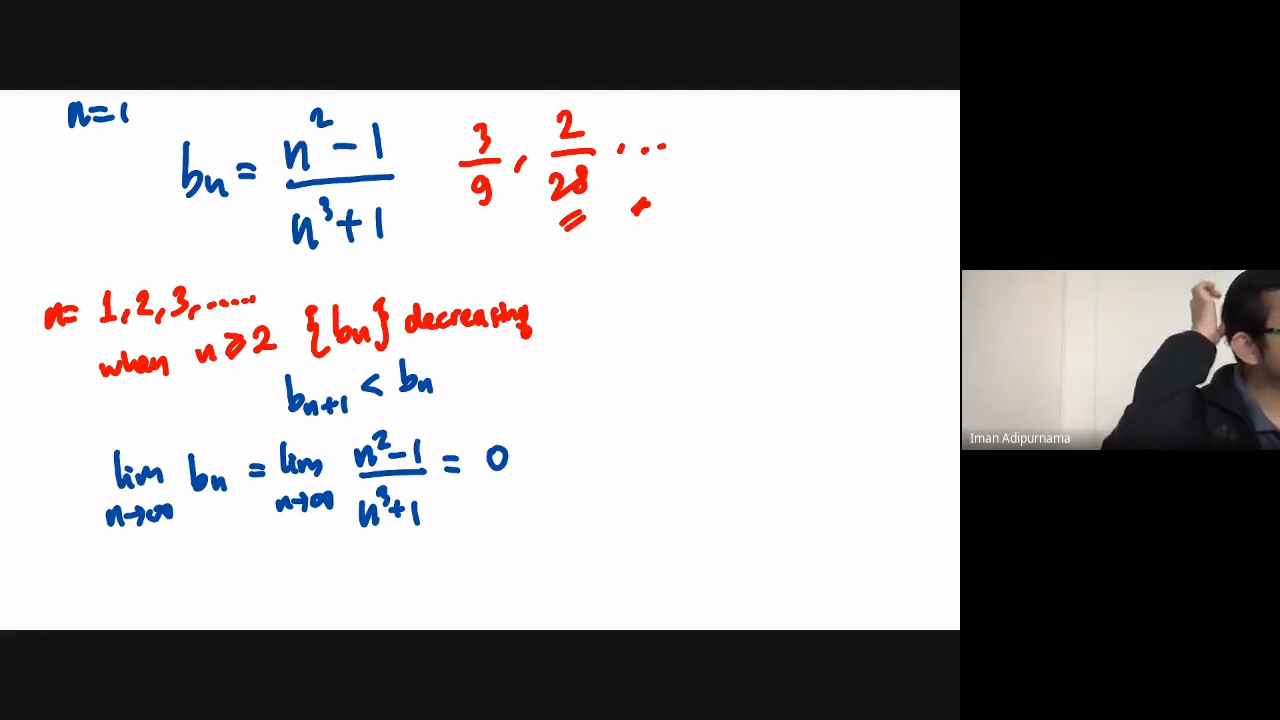 n=1
bn = n²-1 / n³+1   3/9 , 2/28 ...
n= 1, 2, 3, .....
when n ≥ 2 {bn} decreasing
bn+1 < bn
lim n→∞ bn = lim n→∞ n²-1 / n³+1 = 0
Iman Adipurnama